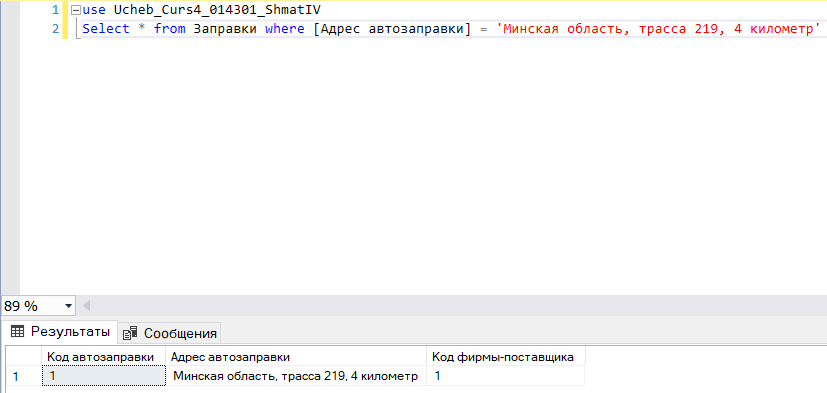 1 use Ucheb_Curs4_014301_ShmatIV
2 Select * from Заправки where [Адрес автозаправки] = 'Минская область, трасса 219, 4 километр'
89 %
Результаты Сообщения
Код автозаправки Адрес автозаправки Код фирмы-поставщика
1 1 Минская область, трасса 219, 4 километр 1